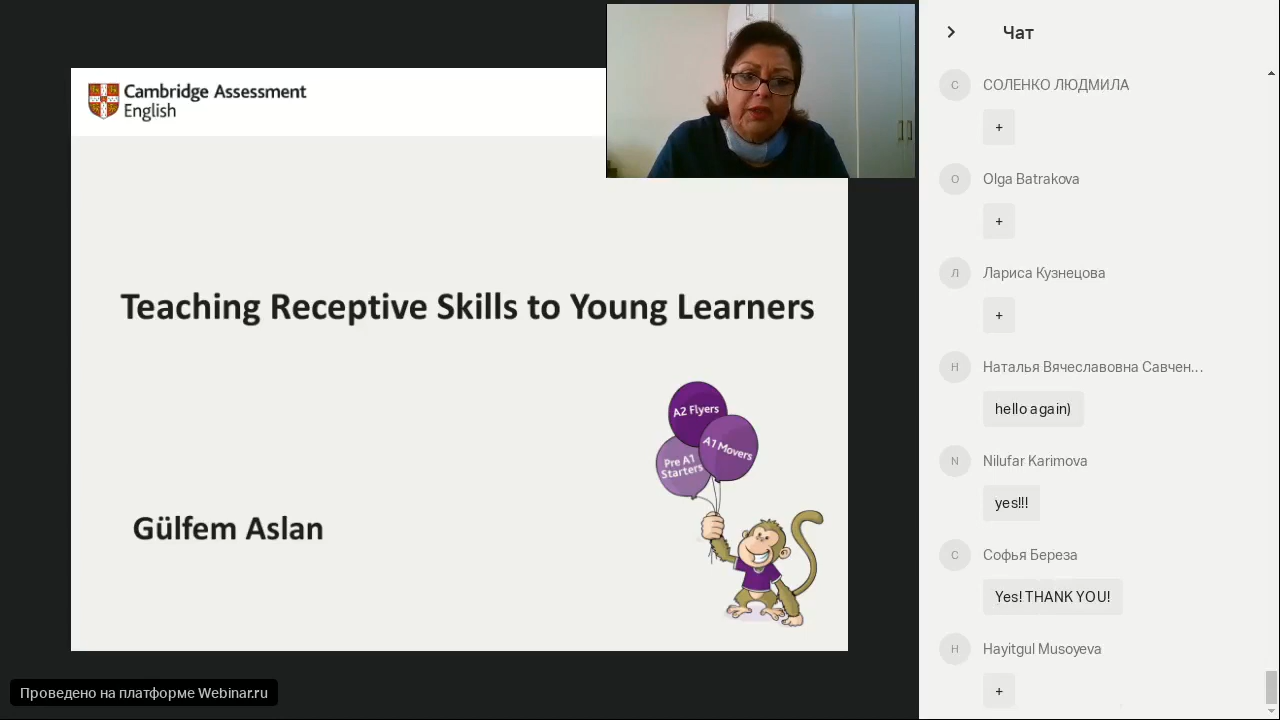 Cambridge Assessment
English
Teaching Receptive Skills to Young Learners
A2 Flyers
A1 Movers
Pre A1
Starters
Gülfem Aslan
Проведено на платформе Webinar.ru
Чат
С
СОЛЕНКО ЛЮДМИЛА
+
O
Olga Batrakova
+
Л
Лариса Кузнецова
+
Н
Наталья Вячеславовна Савчен...
hello again)
N
Nilufar Karimova
yes!!!
С
Софья Береза
Yes! THANK YOU!
H
Hayitgul Musoyeva
+